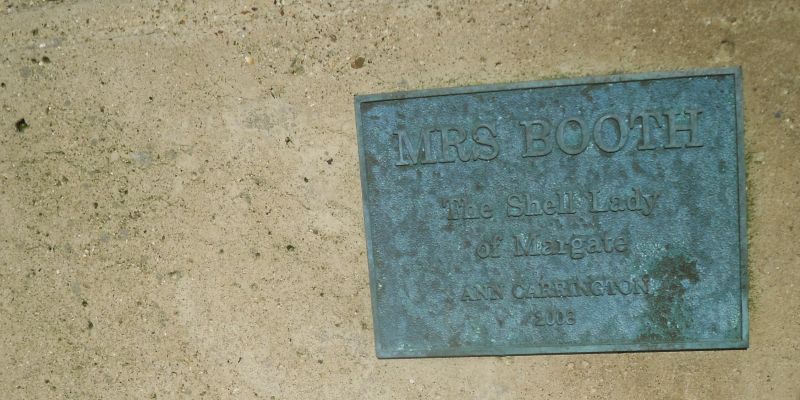 MRS BOOTH
The Shell Lady
of Margate
ANN CARRINGTON
2008